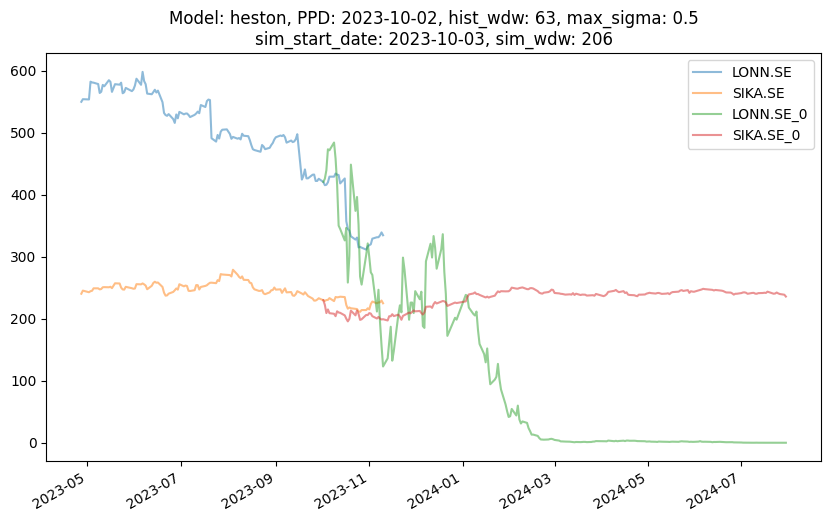 Model: heston, PPD: 2023-10-02, hist_wdw: 63, max_sigma: 0.5
sim_start_date: 2023-10-03, sim_wdw: 206
LONN.SE
SIKA.SE
LONN.SE_0
SIKA.SE_0
600
500
400
300
200
100
0
2023-05
2023-07
2023-09
2023-11
2024-01
2024-03
2024-05
2024-07